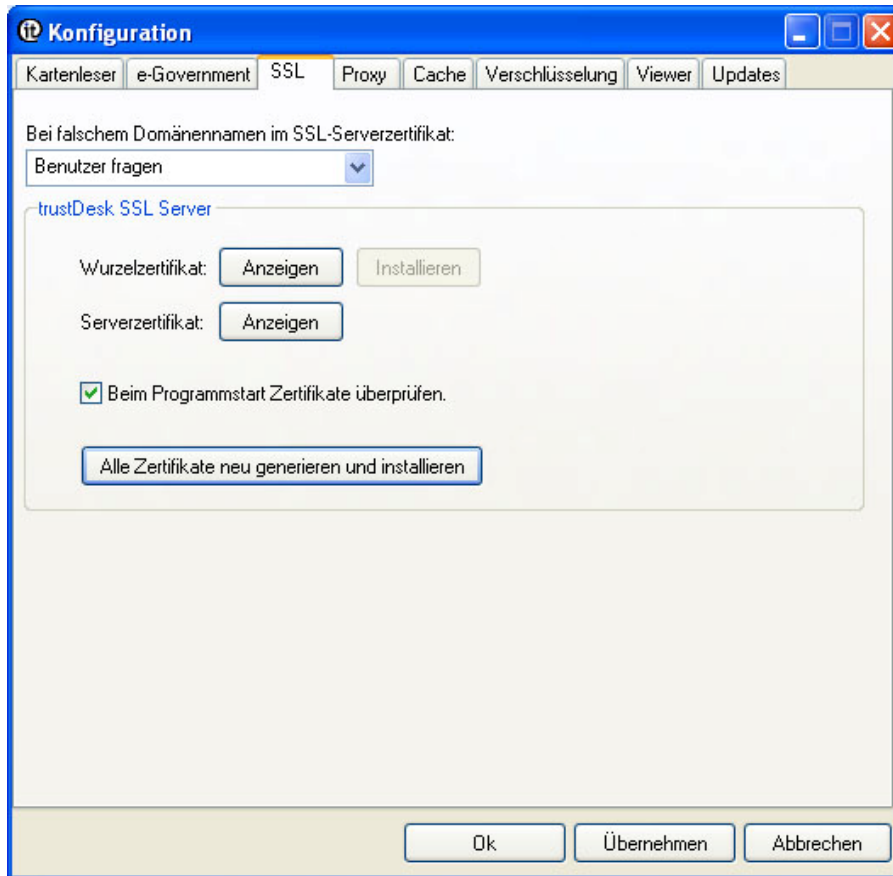 it Konfiguration
Kartenleser e-Government SSL Proxy Cache Verschlüsselung Viewer Updates
Bei falschem Domänennamen im SSL-Serverzertifikat:
Benutzer fragen
trustDesk SSL Server
Wurzelzertifikat: Anzeigen Installieren
Serverzertifikat: Anzeigen
Beim Programmstart Zertifikate überprüfen.
Alle Zertifikate neu generieren und installieren
Ok Übernehmen Abbrechen